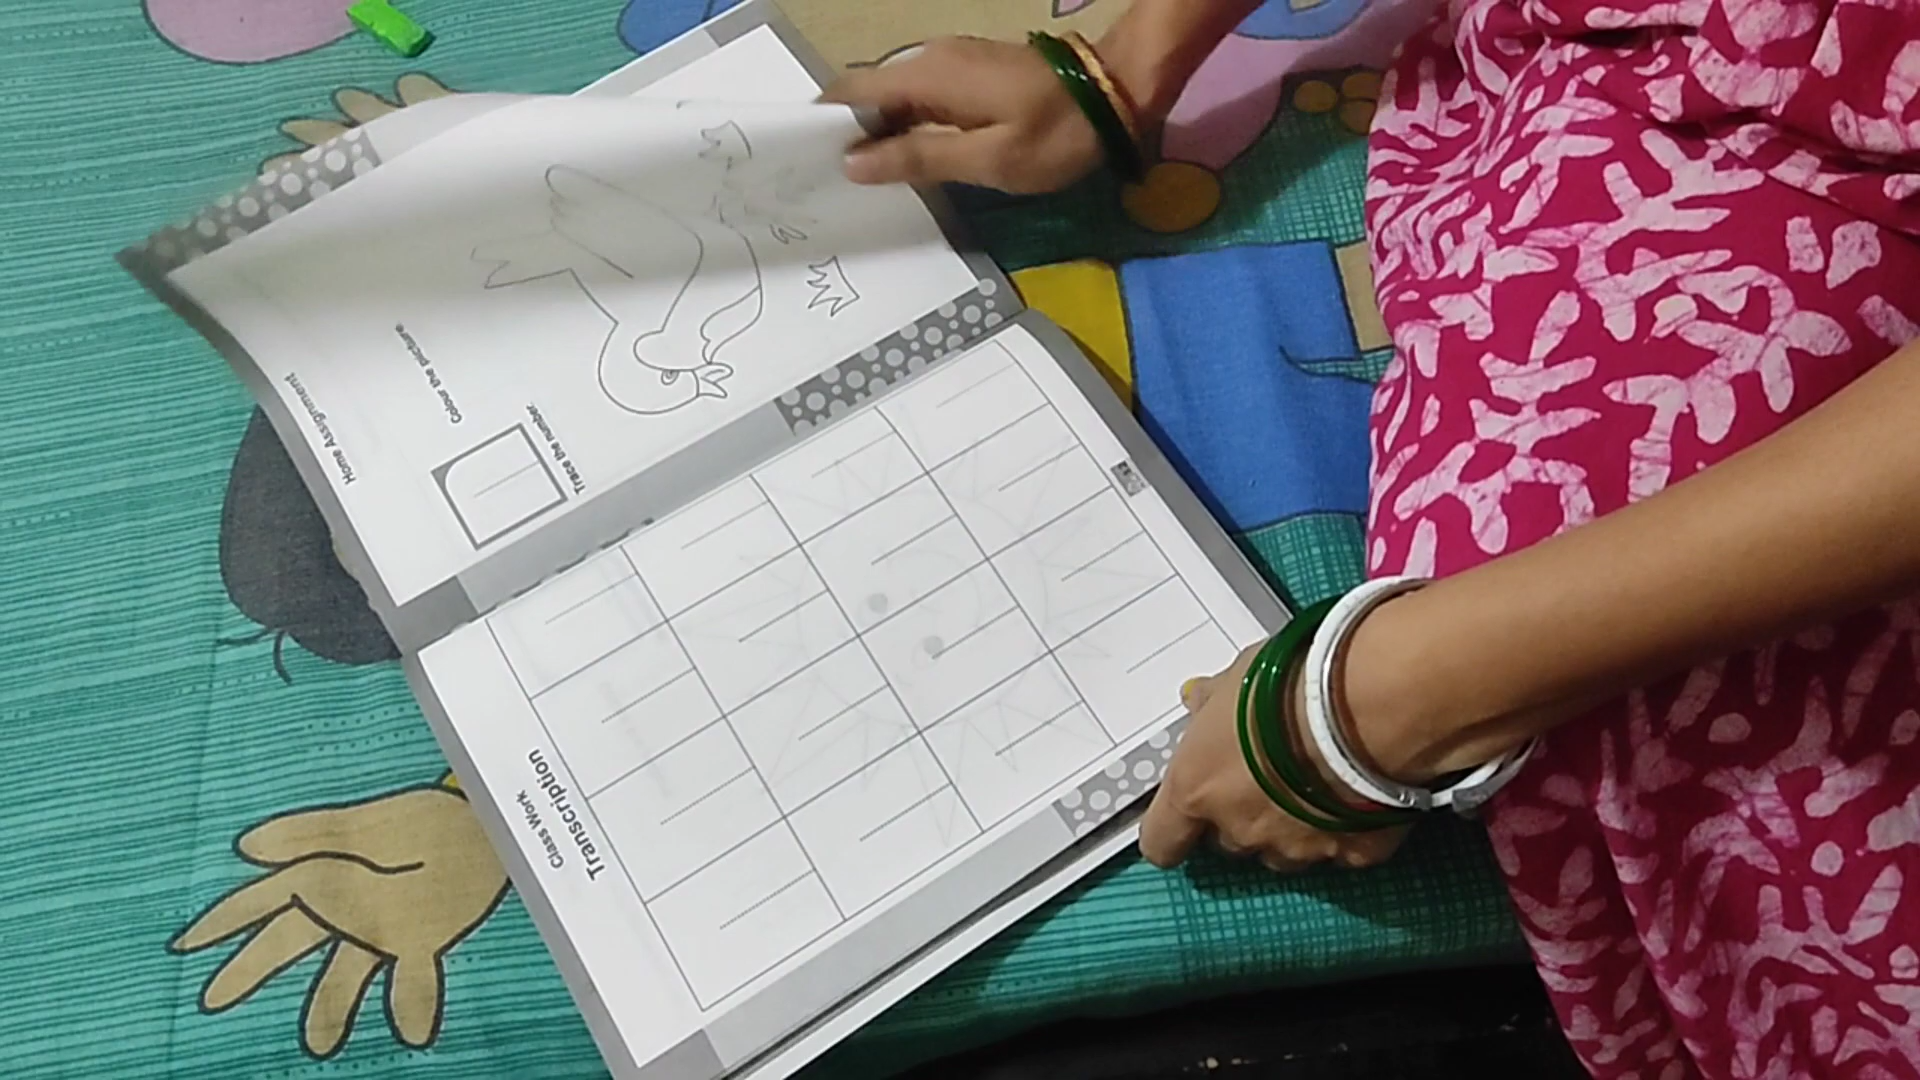 Home Assignment
Colour the picture.
Trace the number.
Class Work
Transcription